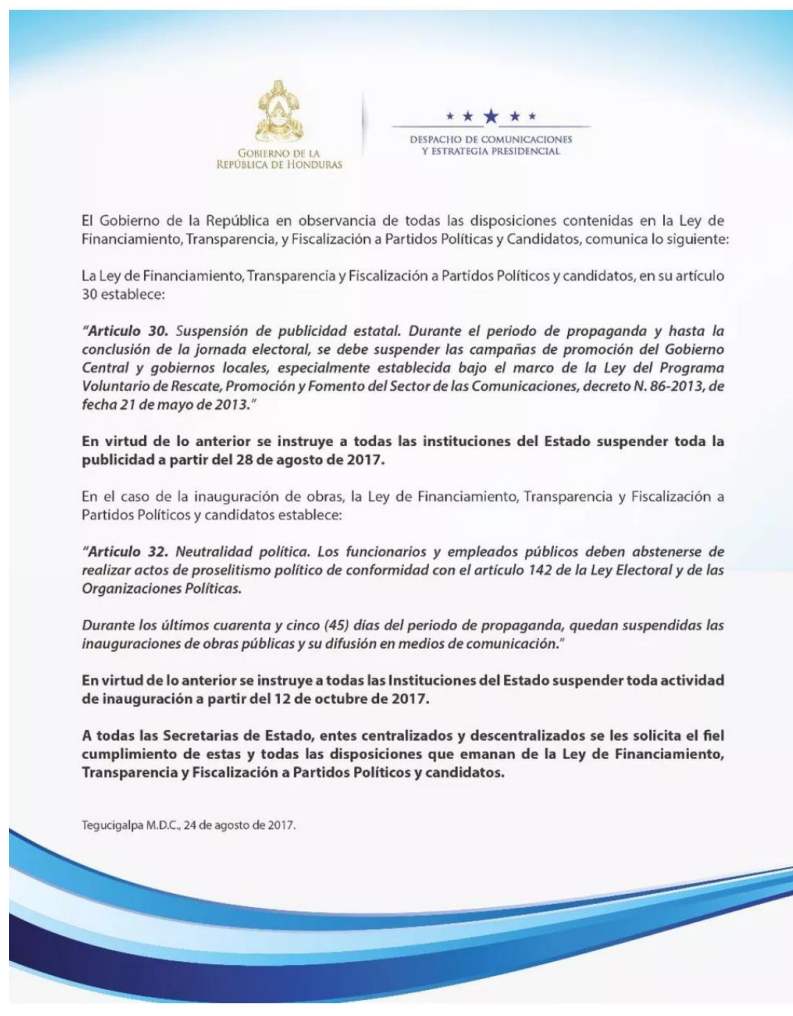 GOBIERNO DE LA
REPÚBLICA DE HONDURAS
DESPACHO DE COMUNICACIONES
Y ESTRATEGIA PRESIDENCIAL
El Gobierno de la República en observancia de todas las disposiciones contenidas en la Ley de
Financiamiento, Transparencia, y Fiscalización a Partidos Políticas y Candidatos, comunica lo siguiente:
La Ley de Financiamiento, Transparencia y Fiscalización a Partidos Políticos y candidatos, en su artículo
30 establece:
"Articulo 30. Suspensión de publicidad estatal. Durante el periodo de propaganda y hasta la
conclusión de la jornada electoral, se debe suspender las campañas de promoción del Gobierno
Central y gobiernos locales, especialmente establecida bajo el marco de la Ley del Programa
Voluntario de Rescate, Promoción y Fomento del Sector de las Comunicaciones, decreto N. 86-2013, de
fecha 21 de mayo de 2013."
En virtud de lo anterior se instruye a todas las instituciones del Estado suspender toda la
publicidad a partir del 28 de agosto de 2017.
En el caso de la inauguración de obras, la Ley de Financiamiento, Transparencia y Fiscalización a
Partidos Políticos y candidatos establece:
"Articulo 32. Neutralidad política. Los funcionarios y empleados públicos deben abstenerse de
realizar actos de proselitismo político de conformidad con el artículo 142 de la Ley Electoral y de las
Organizaciones Políticas.
Durante los últimos cuarenta y cinco (45) días del periodo de propaganda, quedan suspendidas las
inauguraciones de obras públicas y su difusión en medios de comunicación."
En virtud de lo anterior se instruye a todas las Instituciones del Estado suspender toda actividad
de inauguración a partir del 12 de octubre de 2017.
A todas las Secretarias de Estado, entes centralizados y descentralizados se les solicita el fiel
cumplimiento de estas y todas las disposiciones que emanan de la Ley de Financiamiento,
Transparencia y Fiscalización a Partidos Políticos y candidatos.
Tegucigalpa M.D.C., 24 de agosto de 2017.